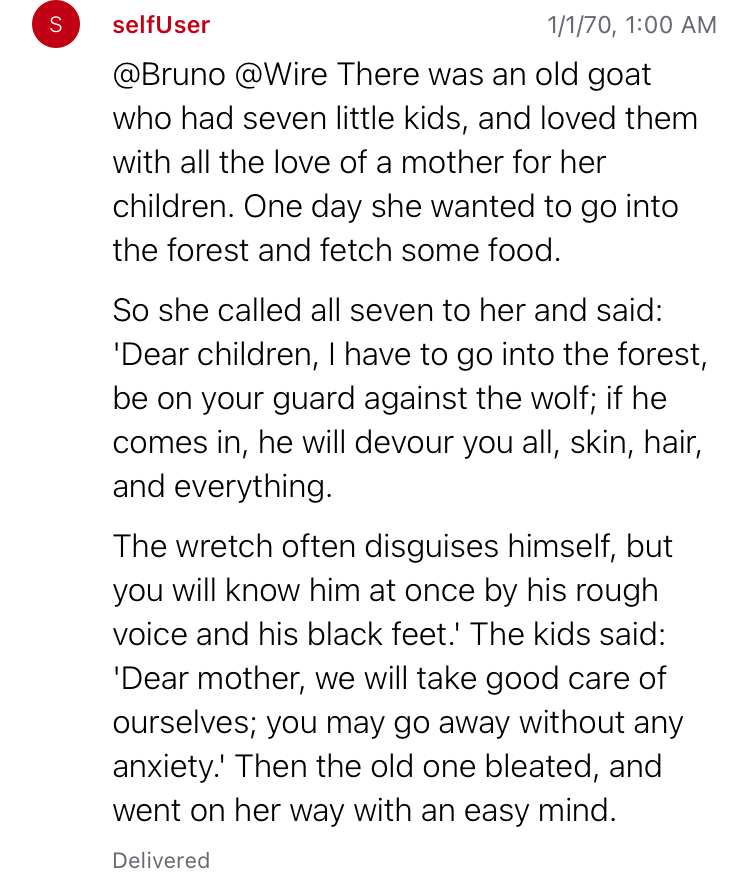 S
selfUser
1/1/70, 1:00 AM
@Bruno @Wire There was an old goat
who had seven little kids, and loved them
with all the love of a mother for her
children. One day she wanted to go into
the forest and fetch some food.
So she called all seven to her and said:
'Dear children, I have to go into the forest,
be on your guard against the wolf; if he
comes in, he will devour you all, skin, hair,
and everything.
The wretch often disguises himself, but
you will know him at once by his rough
voice and his black feet.' The kids said:
'Dear mother, we will take good care of
ourselves; you may go away without any
anxiety.' Then the old one bleated, and
went on her way with an easy mind.
Delivered